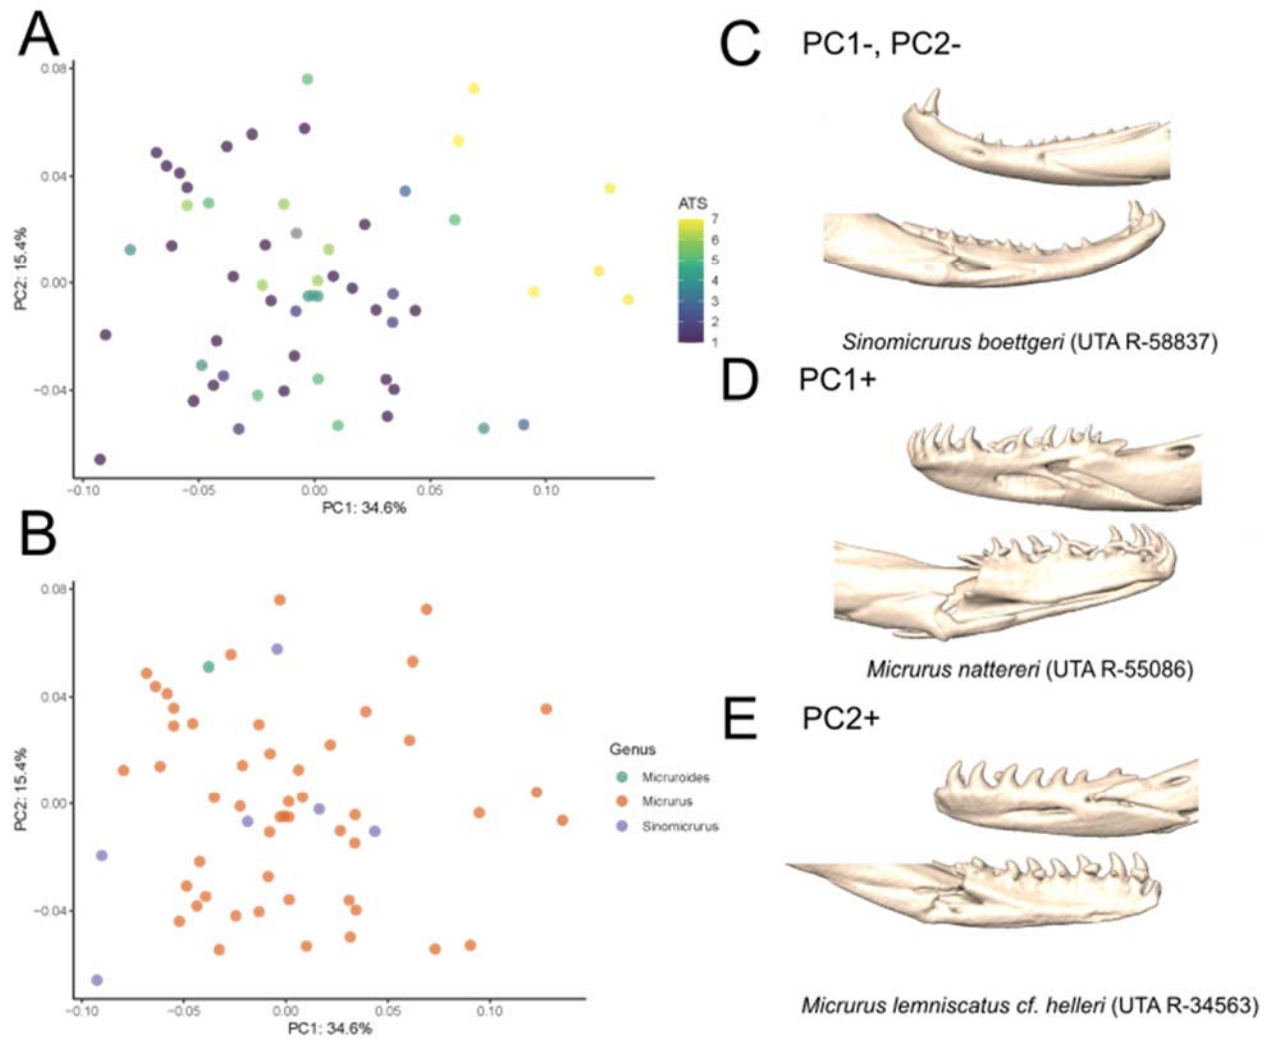 A
0.08
0.04
0.00
−0.04
PC2: 15.4%
−0.10
−0.05
0.00
0.05
0.10
PC1: 34.6%
ATS
7
6
5
4
3
2
1
B
0.08
0.04
0.00
−0.04
PC2: 15.4%
−0.10
−0.05
0.00
0.05
0.10
PC1: 34.6%
Genus
Micruroides
Micrurus
Sinomicrurus
C PC1-, PC2-
Sinomicrurus boettgeri (UTA R-58837)
D PC1+
Micrurus nattereri (UTA R-55086)
E PC2+
Micrurus lemniscatus cf. helleri (UTA R-34563)